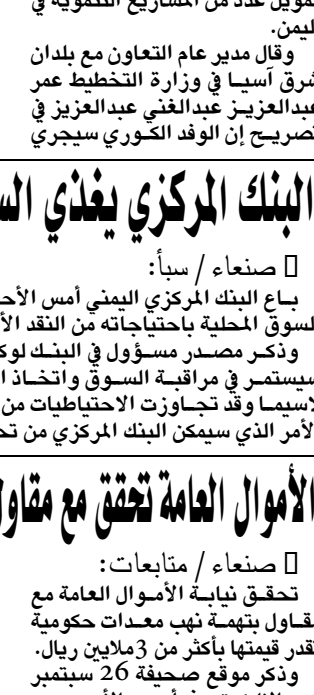 تمويل عدد من المشاريع التنموية في
ليمن.
وقال مدير عام التعاون مع بلدان
شرق آسيا في وزارة التخطيط عمر
عبدالعزيز عبدالغني عبدالعزيز في
تصريح إن الوفد الكوري سيجري
البنك المركزي يغذي
صنعاء / سبأ:
باع البنك المركزي اليمني أمس
لسوق المحلية باحتياجاته من النقد
وذكر مصدر مسؤول في البنك
سيستمر في مراقبة السوق واتخاذ
لاسيما وقد تجاوزت الاحتياطيات من
لأمر الذي سيمكن البنك المركزي من
الأموال العامة تحقق مع
صنعاء / متابعات:
تحقق نيابة الأموال العامة مع
مقاول بتهمة نهب معدات حكومية
تقدر قيمتها بأكثر من 3ملايين ريال.
وذكر موقع صحيفة 26 سبتمبر